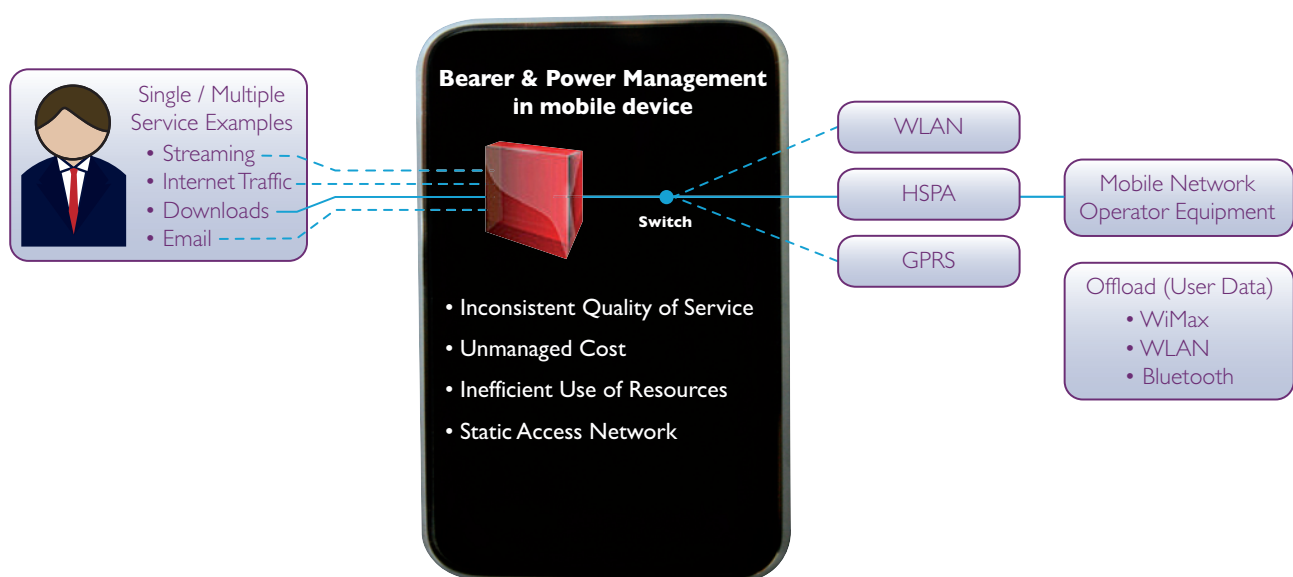 Single / Multiple
Service Examples
• Streaming
• Internet Traffic
• Downloads
• Email
Bearer & Power Management
in mobile device
Switch
• Inconsistent Quality of Service
• Unmanaged Cost
• Inefficient Use of Resources
• Static Access Network
WLAN
HSPA
GPRS
Mobile Network
Operator Equipment
Offload (User Data)
• WiMax
• WLAN
• Bluetooth